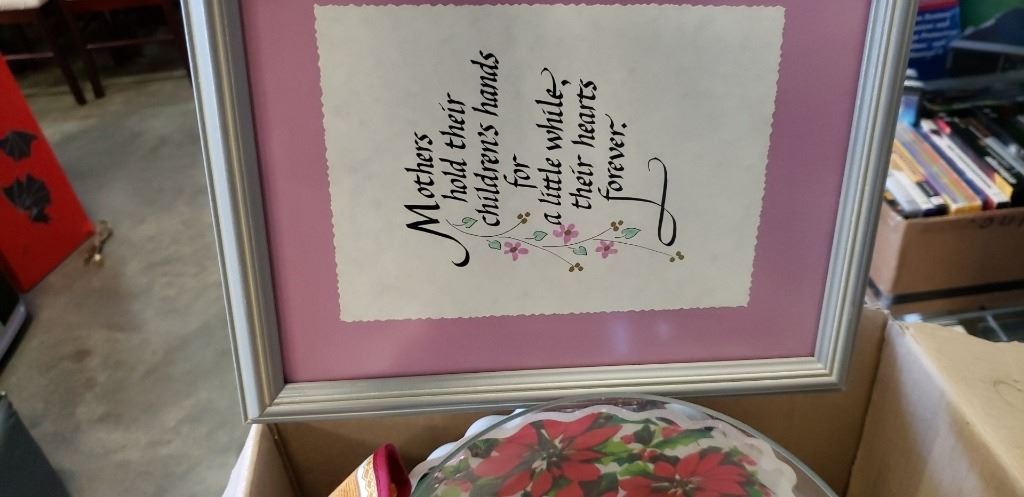 Mothers
hold their
children's hands
for
a little while,
their hearts
forever.